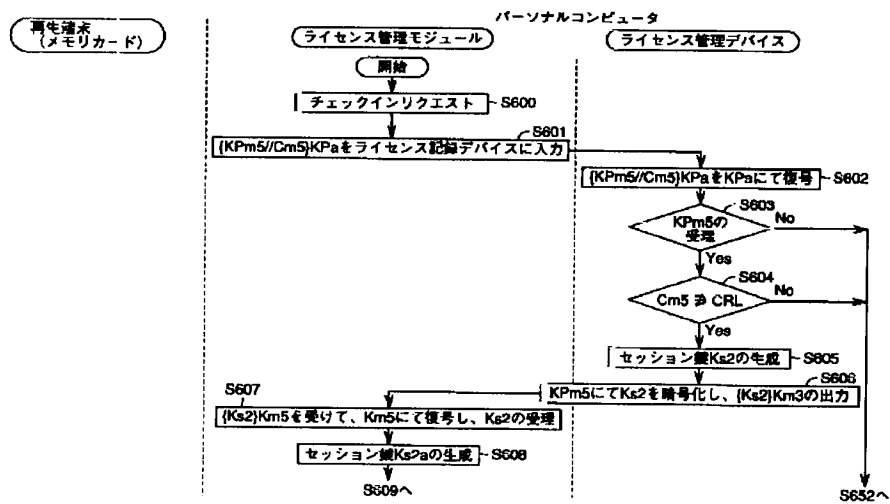 パーソナルコンピュータ
再生端末
（メモリカード）
ライセンス管理モジュール
ライセンス管理デバイス
開始
チェックインリクエスト
S600
S601
{KPm5//Cm5}KPaをライセンス記録デバイスに入力
{KPm5//Cm5}KPaをKPaにて復号
S602
S603
KPm5の
受理
No
Yes
S604
Cm5 ∌ CRL
No
Yes
セッション鍵Ks2の生成
S605
S606
KPm5にてKs2を暗号化し、{Ks2}Km3の出力
S607
{Ks2}Km5を受けて、Km5にて復号し、Ks2の受理
セッション鍵Ks2aの生成
S608
S609へ
S652へ